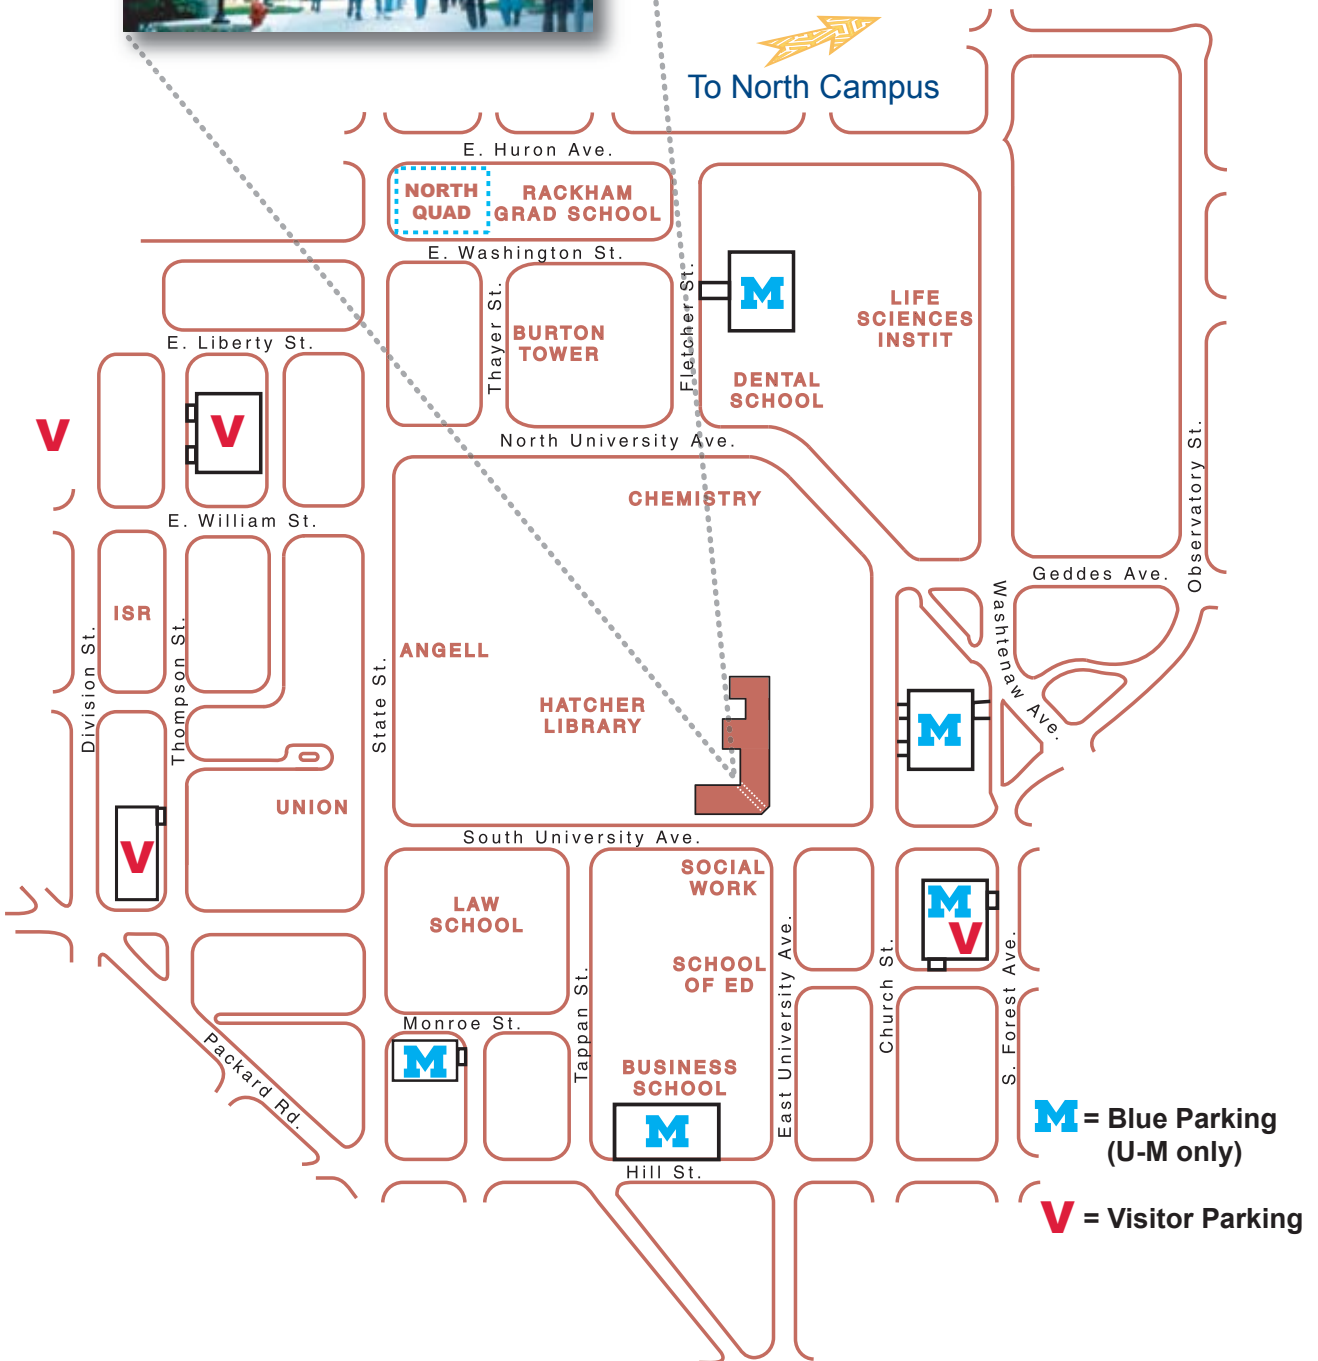 To North Campus
E. Huron Ave.
NORTH
QUAD
RACKHAM
GRAD SCHOOL
E. Washington St.
Thayer St.
BURTON
TOWER
Fletcher St.
M
LIFE
SCIENCES
INSTIT
DENTAL
SCHOOL
E. Liberty St.
V
V
North University Ave.
CHEMISTRY
E. William St.
Observatory St.
Geddes Ave.
Washtenaw Ave.
ISR
Division St.
Thompson St.
State St.
ANGELL
HATCHER
LIBRARY
M
UNION
V
South University Ave.
SOCIAL
WORK
LAW
SCHOOL
SCHOOL
OF ED
M
V
Tappan St.
East University Ave.
Church St.
S. Forest Ave.
Monroe St.
M
Packard Rd.
BUSINESS
SCHOOL
M
Hill St.
M = Blue Parking
(U-M only)
V = Visitor Parking